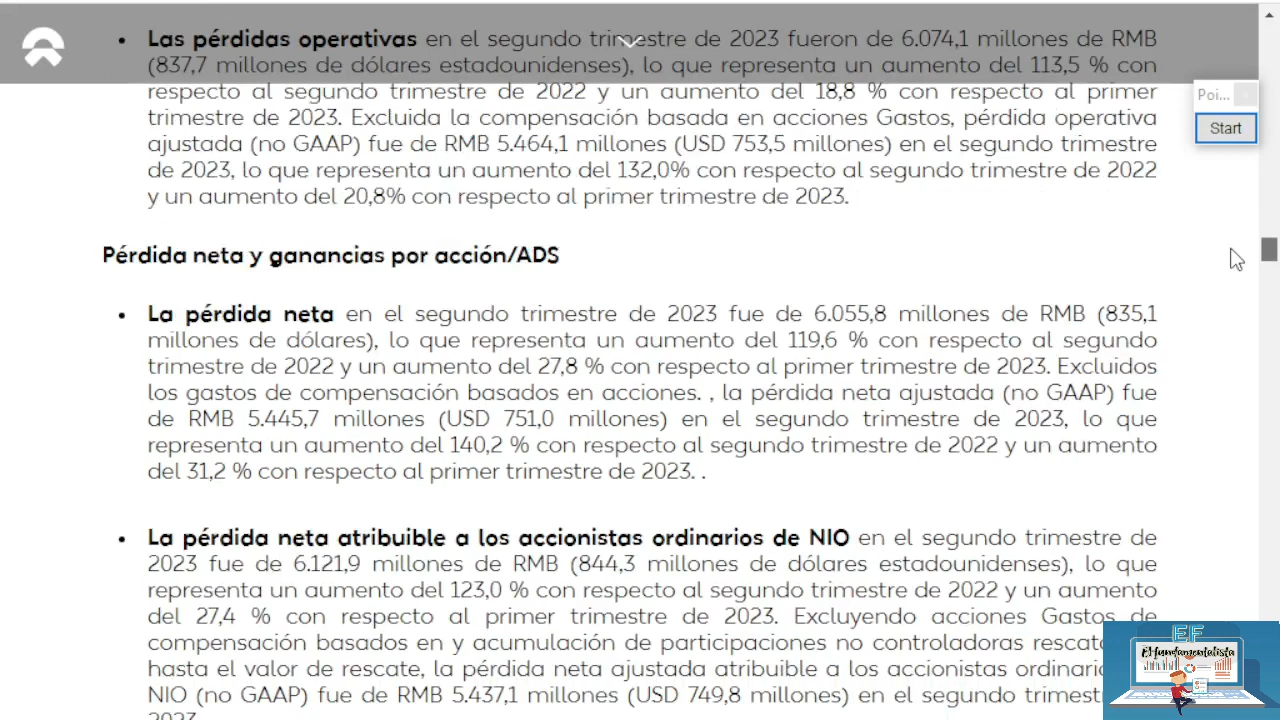 • Las pérdidas operativas en el segundo trimestre de 2023 fueron de 6.074,1 millones de RMB
(837,7 millones de dólares estadounidenses), lo que representa un aumento del 113,5 % con
respecto al segundo trimestre de 2022 y un aumento del 18,8 % con respecto al primer
trimestre de 2023. Excluida la compensación basada en acciones Gastos, pérdida operativa
ajustada (no GAAP) fue de RMB 5.464,1 millones (USD 753,5 millones) en el segundo trimestre
de 2023, lo que representa un aumento del 132,0% con respecto al segundo trimestre de 2022
y un aumento del 20,8% con respecto al primer trimestre de 2023.
Poi...
Start
Pérdida neta y ganancias por acción/ADS
• La pérdida neta en el segundo trimestre de 2023 fue de 6.055,8 millones de RMB (835,1
millones de dólares), lo que representa un aumento del 119,6 % con respecto al segundo
trimestre de 2022 y un aumento del 27,8 % con respecto al primer trimestre de 2023. Excluidos
los gastos de compensación basados en acciones. , la pérdida neta ajustada (no GAAP) fue
de RMB 5.445,7 millones (USD 751,0 millones) en el segundo trimestre de 2023, lo que
representa un aumento del 140,2 % con respecto al segundo trimestre de 2022 y un aumento
del 31,2 % con respecto al primer trimestre de 2023. .
• La pérdida neta atribuible a los accionistas ordinarios de NIO en el segundo trimestre de
2023 fue de 6.121,9 millones de RMB (844,3 millones de dólares estadounidenses), lo que
representa un aumento del 123,0 % con respecto al segundo trimestre de 2022 y un aumento
del 27,4 % con respecto al primer trimestre de 2023. Excluyendo acciones Gastos de
compensación basados en y acumulación de participaciones no controladoras
hasta el valor de rescate, la pérdida neta ajustada atribuible a los accionistas
NIO (no GAAP) fue de RMB 5.437,1 millones (USD 749,8 millones) en el segundo
2023.
EF
El fundamentalista